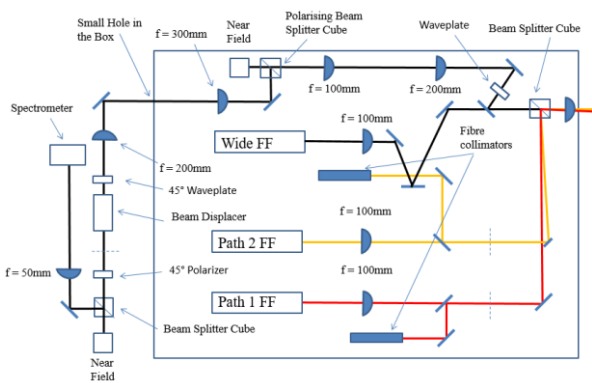 Small Hole in
the Box
f = 300mm
Near
Field
Polarising Beam
Splitter Cube
Waveplate
Beam Splitter
Cube
f = 100mm
f = 200mm
Spectrometer
f = 100mm
Wide FF
Fibre
collimators
f = 200mm
45° Waveplate
Beam Displacer
f = 100mm
Path 2 FF
f = 50mm
45° Polarizer
f = 100mm
Path 1 FF
Beam Splitter Cube
Near
Field